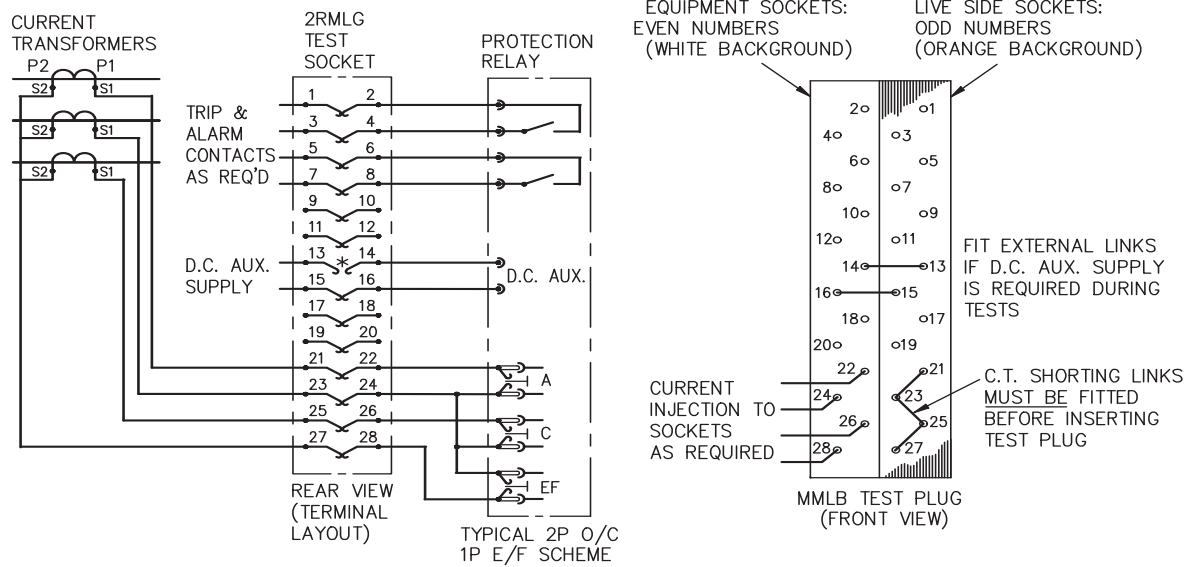 CURRENT
TRANSFORMERS
P2 P1
S2 S1
S2 S1
S2 S1
2RMLG
TEST
SOCKET
PROTECTION
RELAY
TRIP &
ALARM
CONTACTS
AS REQ'D
D.C. AUX.
SUPPLY
1 2
3 4
5 6
7 8
9 10
11 12
13 * 14
15 16
17 18
19 20
21 22
23 24
25 26
27 28
D.C. AUX.
A
C
EF
REAR VIEW
(TERMINAL
LAYOUT)
TYPICAL 2P O/C
1P E/F SCHEME
EQUIPMENT SOCKETS:
EVEN NUMBERS
(WHITE BACKGROUND)
LIVE SIDE SOCKETS:
ODD NUMBERS
(ORANGE BACKGROUND)
2 1
4 3
6 5
8 7
10 9
12 11
14 13
16 15
18 17
20 19
22 21
24 23
26 25
28 27
FIT EXTERNAL LINKS
IF D.C. AUX. SUPPLY
IS REQUIRED DURING
TESTS
C.T. SHORTING LINKS
MUST BE FITTED
BEFORE INSERTING
TEST PLUG
CURRENT
INJECTION TO
SOCKETS
AS REQUIRED
MMLB TEST PLUG
(FRONT VIEW)